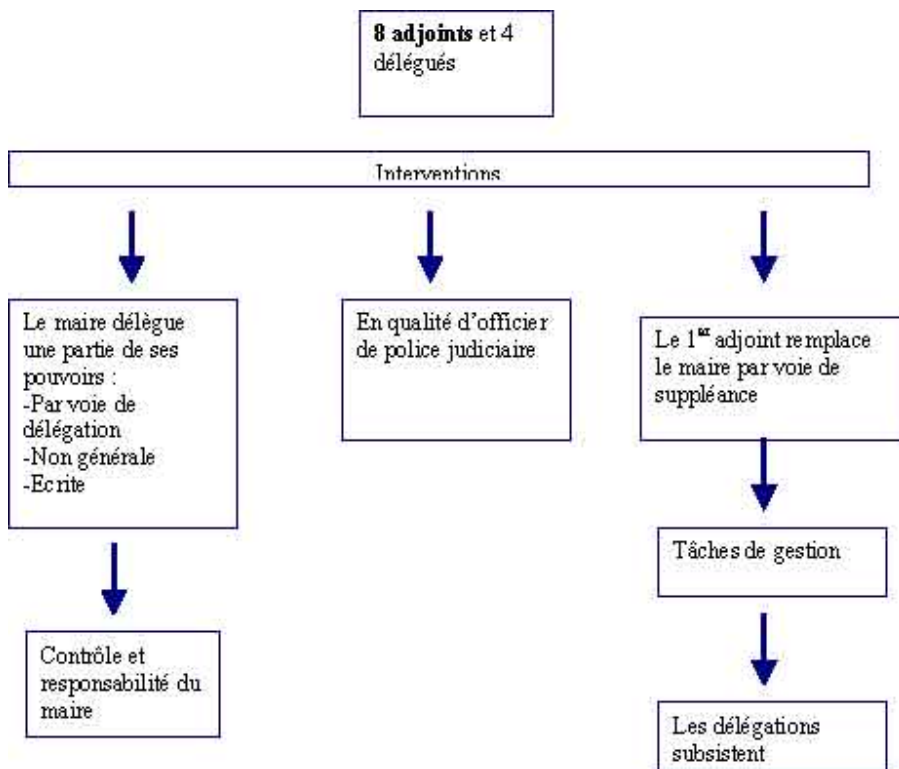 8 adjoints et 4
délégués
Interventions
Le maire délègue
une partie de ses
pouvoirs :
-Par voie de
délégation
-Non générale
-Ecrite
Contrôle et
responsabilité du
maire
En qualité d'officier
de police judiciaire
Le 1er adjoint remplace
le maire par voie de
suppléance
Tâches de gestion
Les délégations
subsistent